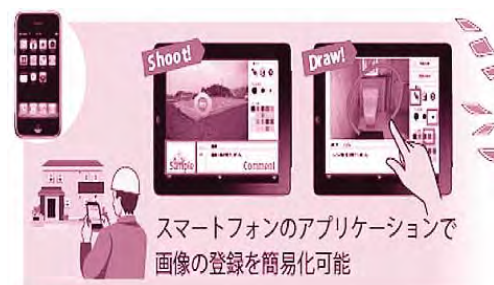 Shoot!
Draw!
Sample
Comment
スマートフォンのアプリケーションで
画像の登録を簡易化可能